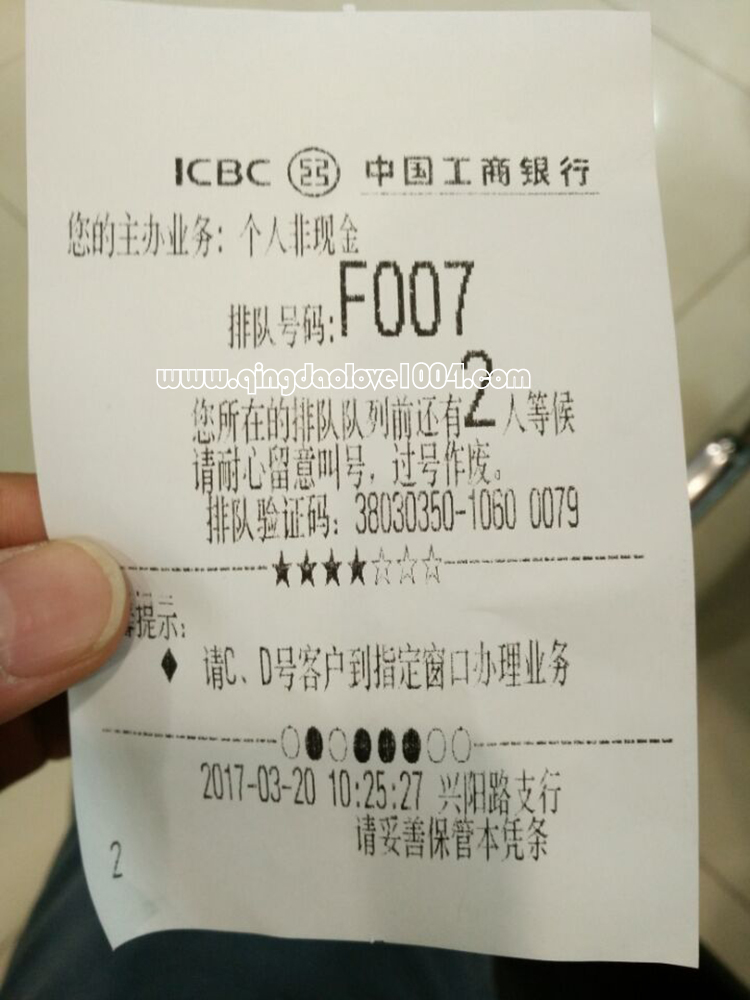 ICBC 中国工商银行
您的主办业务: 个人非现金
排队号码:F007
www.qingdaolove1004.com
您所在的排队队列前还有2人等候
请耐心留意叫号，过号作废。
排队验证码: 38030350-1060 0079
★★★★☆☆☆
提示:
♦ 请C、D号客户到指定窗口办理业务
2017-03-20 10:25:27 兴阳路支行
请妥善保管本凭条
2